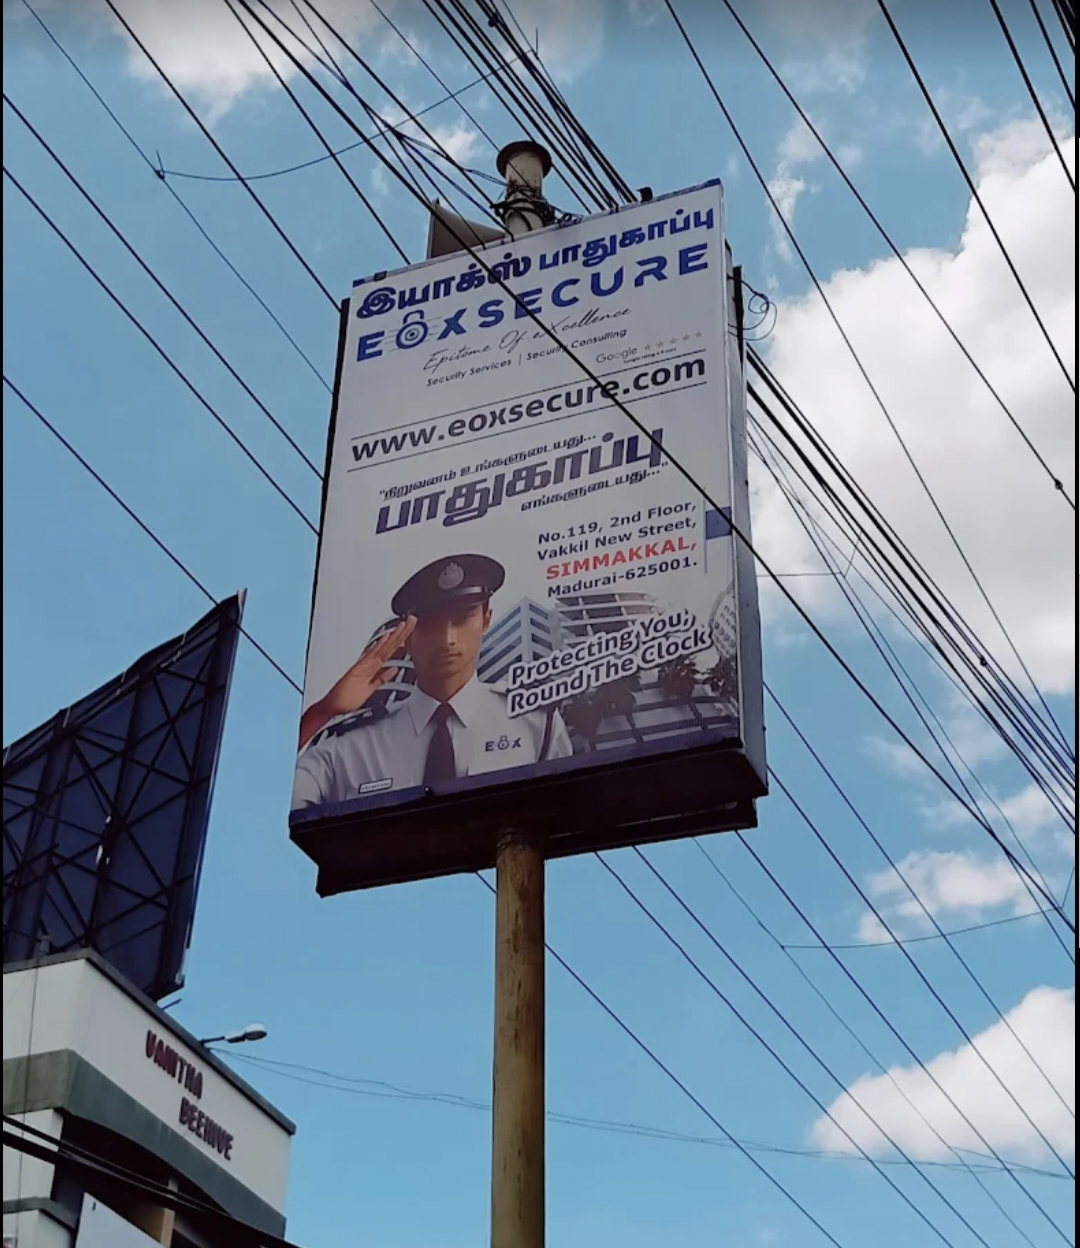 இயாக்ஸ் பாதுகாப்பு
EOXSECURE
Epitome Of eXcellence
Security Services | Security Consulting
Google
www.eoxsecure.com
"நிறுவனம் உங்களுடையது...
பாதுகாப்பு
எங்களுடையது..."
No.119, 2nd Floor,
Vakkil New Street,
SIMMAKKAL,
Madurai-625001.
Protecting You,
Round The Clock
EOX
VANITHA
BEEHIVE